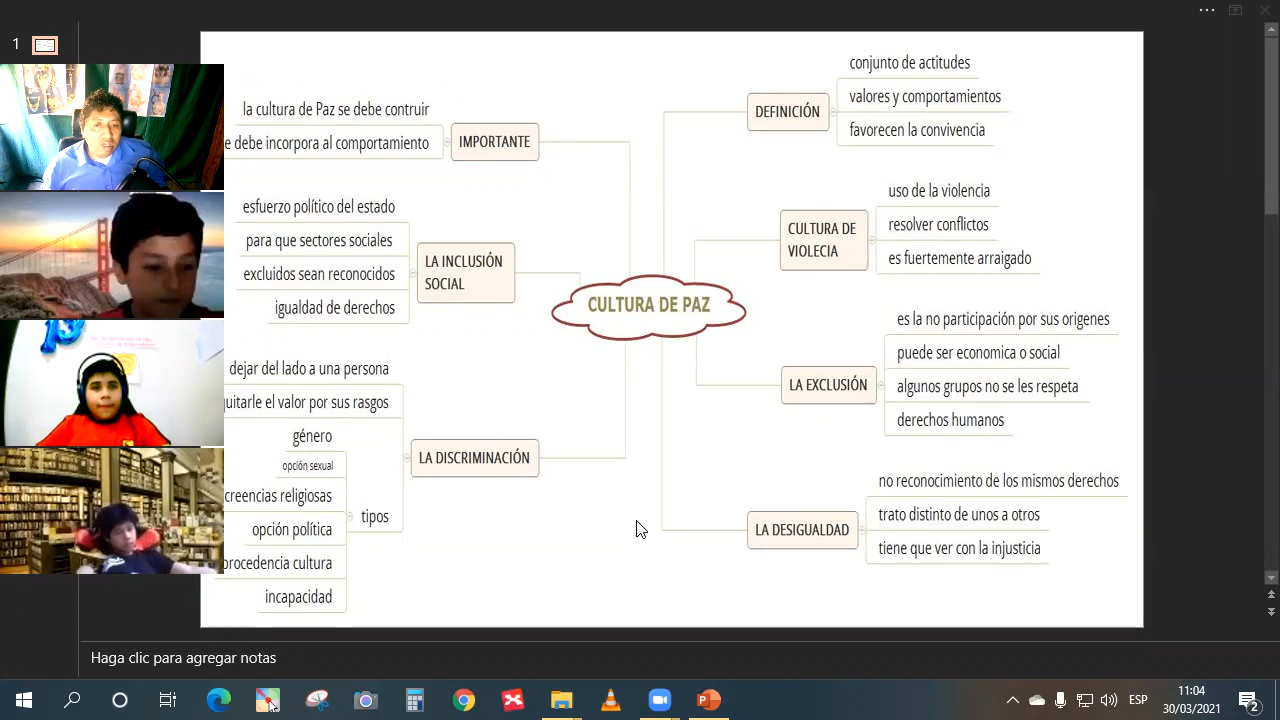 1
la cultura de Paz se debe contruir
e debe incorpora al comportamiento
IMPORTANTE
esfuerzo político del estado
para que sectores sociales
excluidos sean reconocidos
igualdad de derechos
LA INCLUSIÓN
SOCIAL
dejar del lado a una persona
quitarle el valor por sus rasgos
género
opción sexual
creencias religiosas
opción política
procedencia cultura
incapacidad
tipos
LA DISCRIMINACIÓN
CULTURA DE PAZ
DEFINICIÓN
conjunto de actitudes
valores y comportamientos
favorecen la convivencia
CULTURA DE
VIOLECIA
uso de la violencia
resolver conflictos
es fuertemente arraigado
LA EXCLUSIÓN
es la no participación por sus origenes
puede ser economica o social
algunos grupos no se les respeta
derechos humanos
LA DESIGUALDAD
no reconocimiento de los mismos derechos
trato distinto de unos a otros
tiene que ver con la injusticia
Haga clic para agregar notas
ESP
11:04
30/03/2021
2